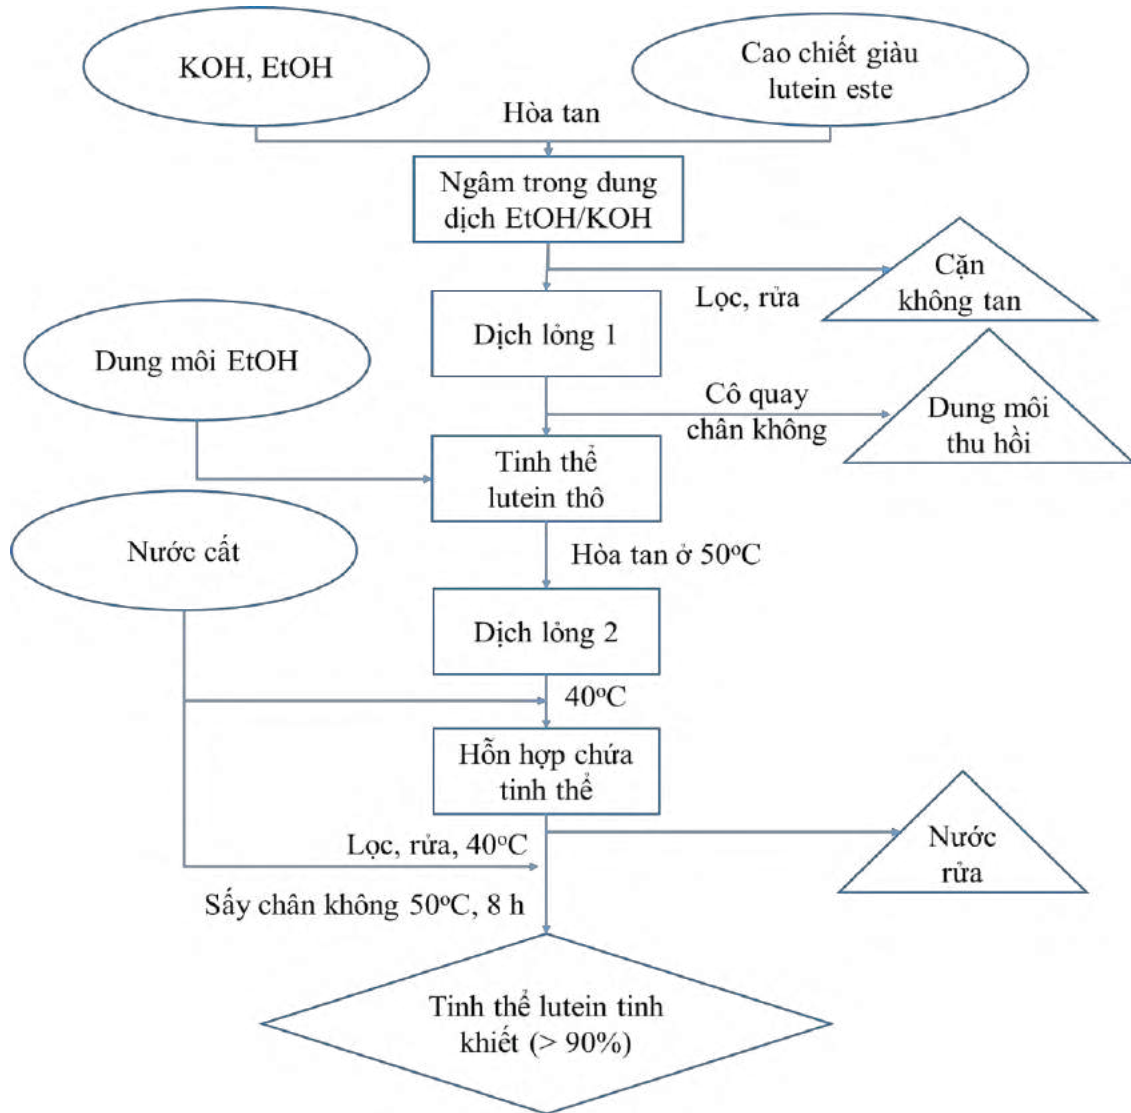 KOH, EtOH
Cao chiết giàu
lutein este
Hòa tan
Ngâm trong dung
dịch EtOH/KOH
Lọc, rửa
Cặn
không tan
Dịch lỏng 1
Dung môi EtOH
Cô quay
chân không
Dung môi
thu hồi
Tinh thể
lutein thô
Nước cất
Hòa tan ở 50°C
Dịch lỏng 2
40°C
Hỗn hợp chứa
tinh thể
Lọc, rửa, 40°C
Nước
rửa
Sấy chân không 50°C, 8 h
Tinh thể lutein tinh
khiết (> 90%)